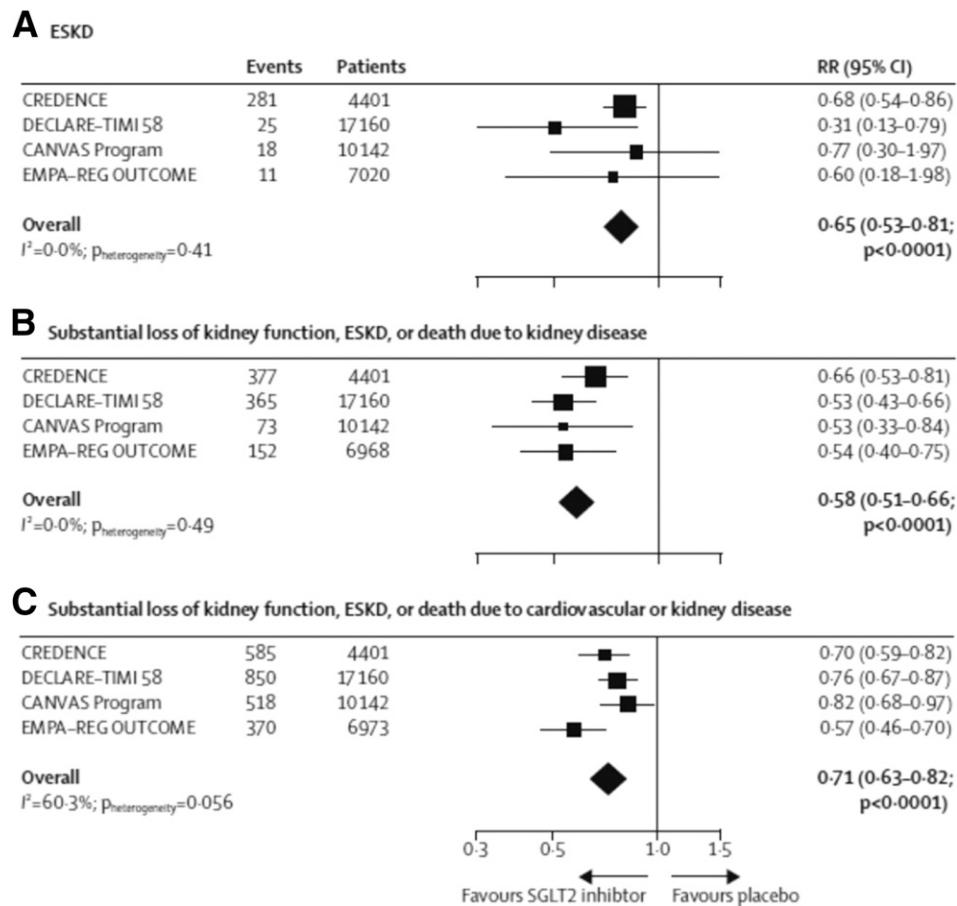 A ESKD
Events Patients RR (95% CI)
CREDENCE 281 4401 0·68 (0·54–0·86)
DECLARE–TIMI 58 25 17160 0·31 (0·13–0·79)
CANVAS Program 18 10142 0·77 (0·30–1·97)
EMPA–REG OUTCOME 11 7020 0·60 (0·18–1·98)
Overall 0·65 (0·53–0·81;
I²=0·0%; pheterogeneity=0·41 p<0·0001)
B Substantial loss of kidney function, ESKD, or death due to kidney disease
CREDENCE 377 4401 0·66 (0·53–0·81)
DECLARE–TIMI 58 365 17160 0·53 (0·43–0·66)
CANVAS Program 73 10142 0·53 (0·33–0·84)
EMPA–REG OUTCOME 152 6968 0·54 (0·40–0·75)
Overall 0·58 (0·51–0·66;
I²=0·0%; pheterogeneity=0·49 p<0·0001)
C Substantial loss of kidney function, ESKD, or death due to cardiovascular or kidney disease
CREDENCE 585 4401 0·70 (0·59–0·82)
DECLARE–TIMI 58 850 17160 0·76 (0·67–0·87)
CANVAS Program 518 10142 0·82 (0·68–0·97)
EMPA–REG OUTCOME 370 6973 0·57 (0·46–0·70)
Overall 0·71 (0·63–0·82;
I²=60·3%; pheterogeneity=0·056 p<0·0001)
0·3 0·5 1·0 1·5
Favours SGLT2 inhibtor Favours placebo